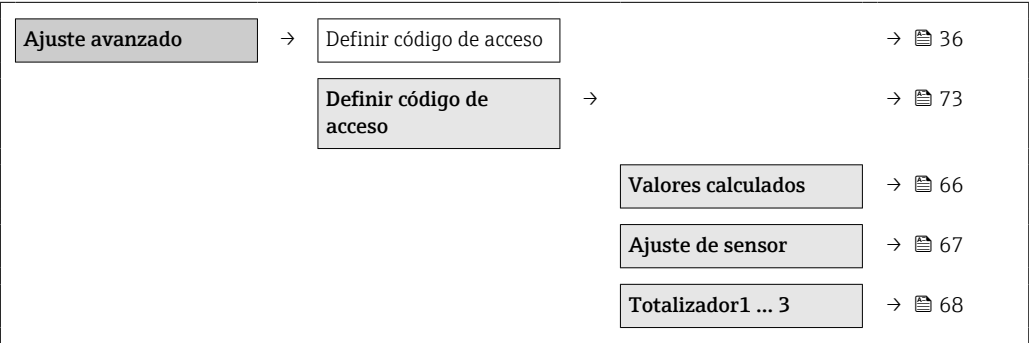 Ajuste avanzado → Definir código de acceso → 36
Definir código de → → 73
acceso
Valores calculados → 66
Ajuste de sensor → 67
Totalizador1 ... 3 → 68